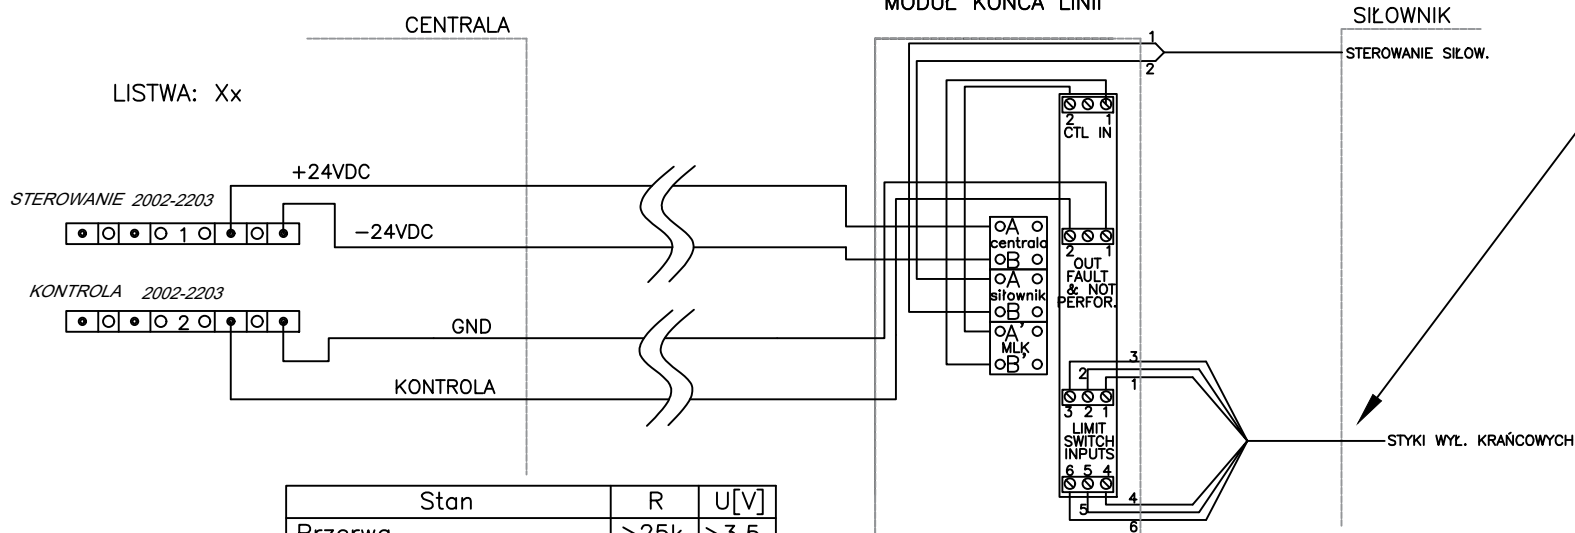 MODUŁ KOŃCA LINII
CENTRALA
SIŁOWNIK
LISTWA: Xx
1
2
STEROWANIE SIŁOW.
2 1
CTL IN
+24VDC
STEROWANIE 2002-2203
1
-24VDC
A
centrala
B
A
siłownik
B
A'
MLK
B'
2 1
OUT
FAULT
& NOT
PERFOR.
KONTROLA 2002-2203
2
GND
KONTROLA
3
2
1
3 2 1
LIMIT
SWITCH
INPUTS
6 5 4
4
5
6
STYKI WYŁ. KRAŃCOWYCH
Stan R U[V]
Przerwa >25k >3.5